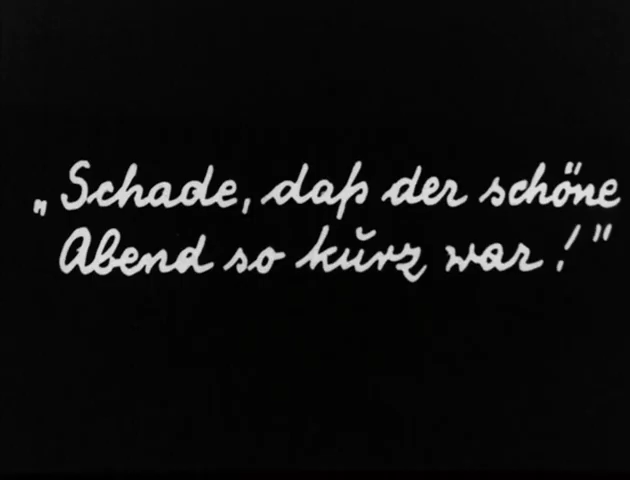 „Schade, daß der schöne
Abend so kurz war!"